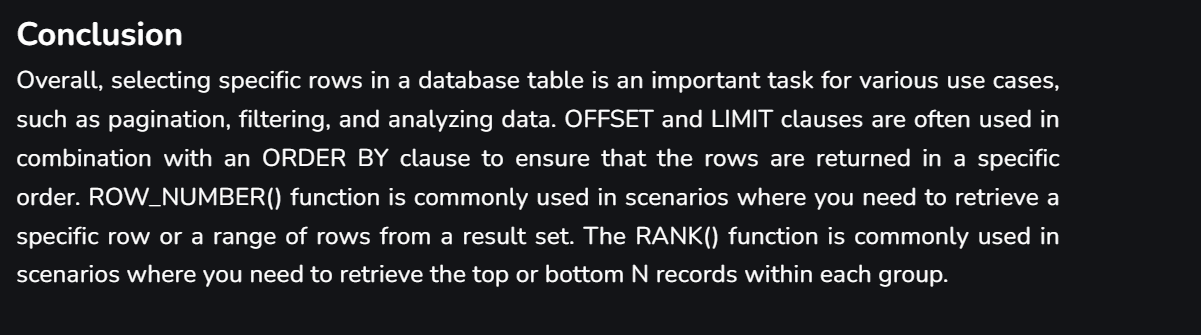 Conclusion
Overall, selecting specific rows in a database table is an important task for various use cases,
such as pagination, filtering, and analyzing data. OFFSET and LIMIT clauses are often used in
combination with an ORDER BY clause to ensure that the rows are returned in a specific
order. ROW_NUMBER() function is commonly used in scenarios where you need to retrieve a
specific row or a range of rows from a result set. The RANK() function is commonly used in
scenarios where you need to retrieve the top or bottom N records within each group.